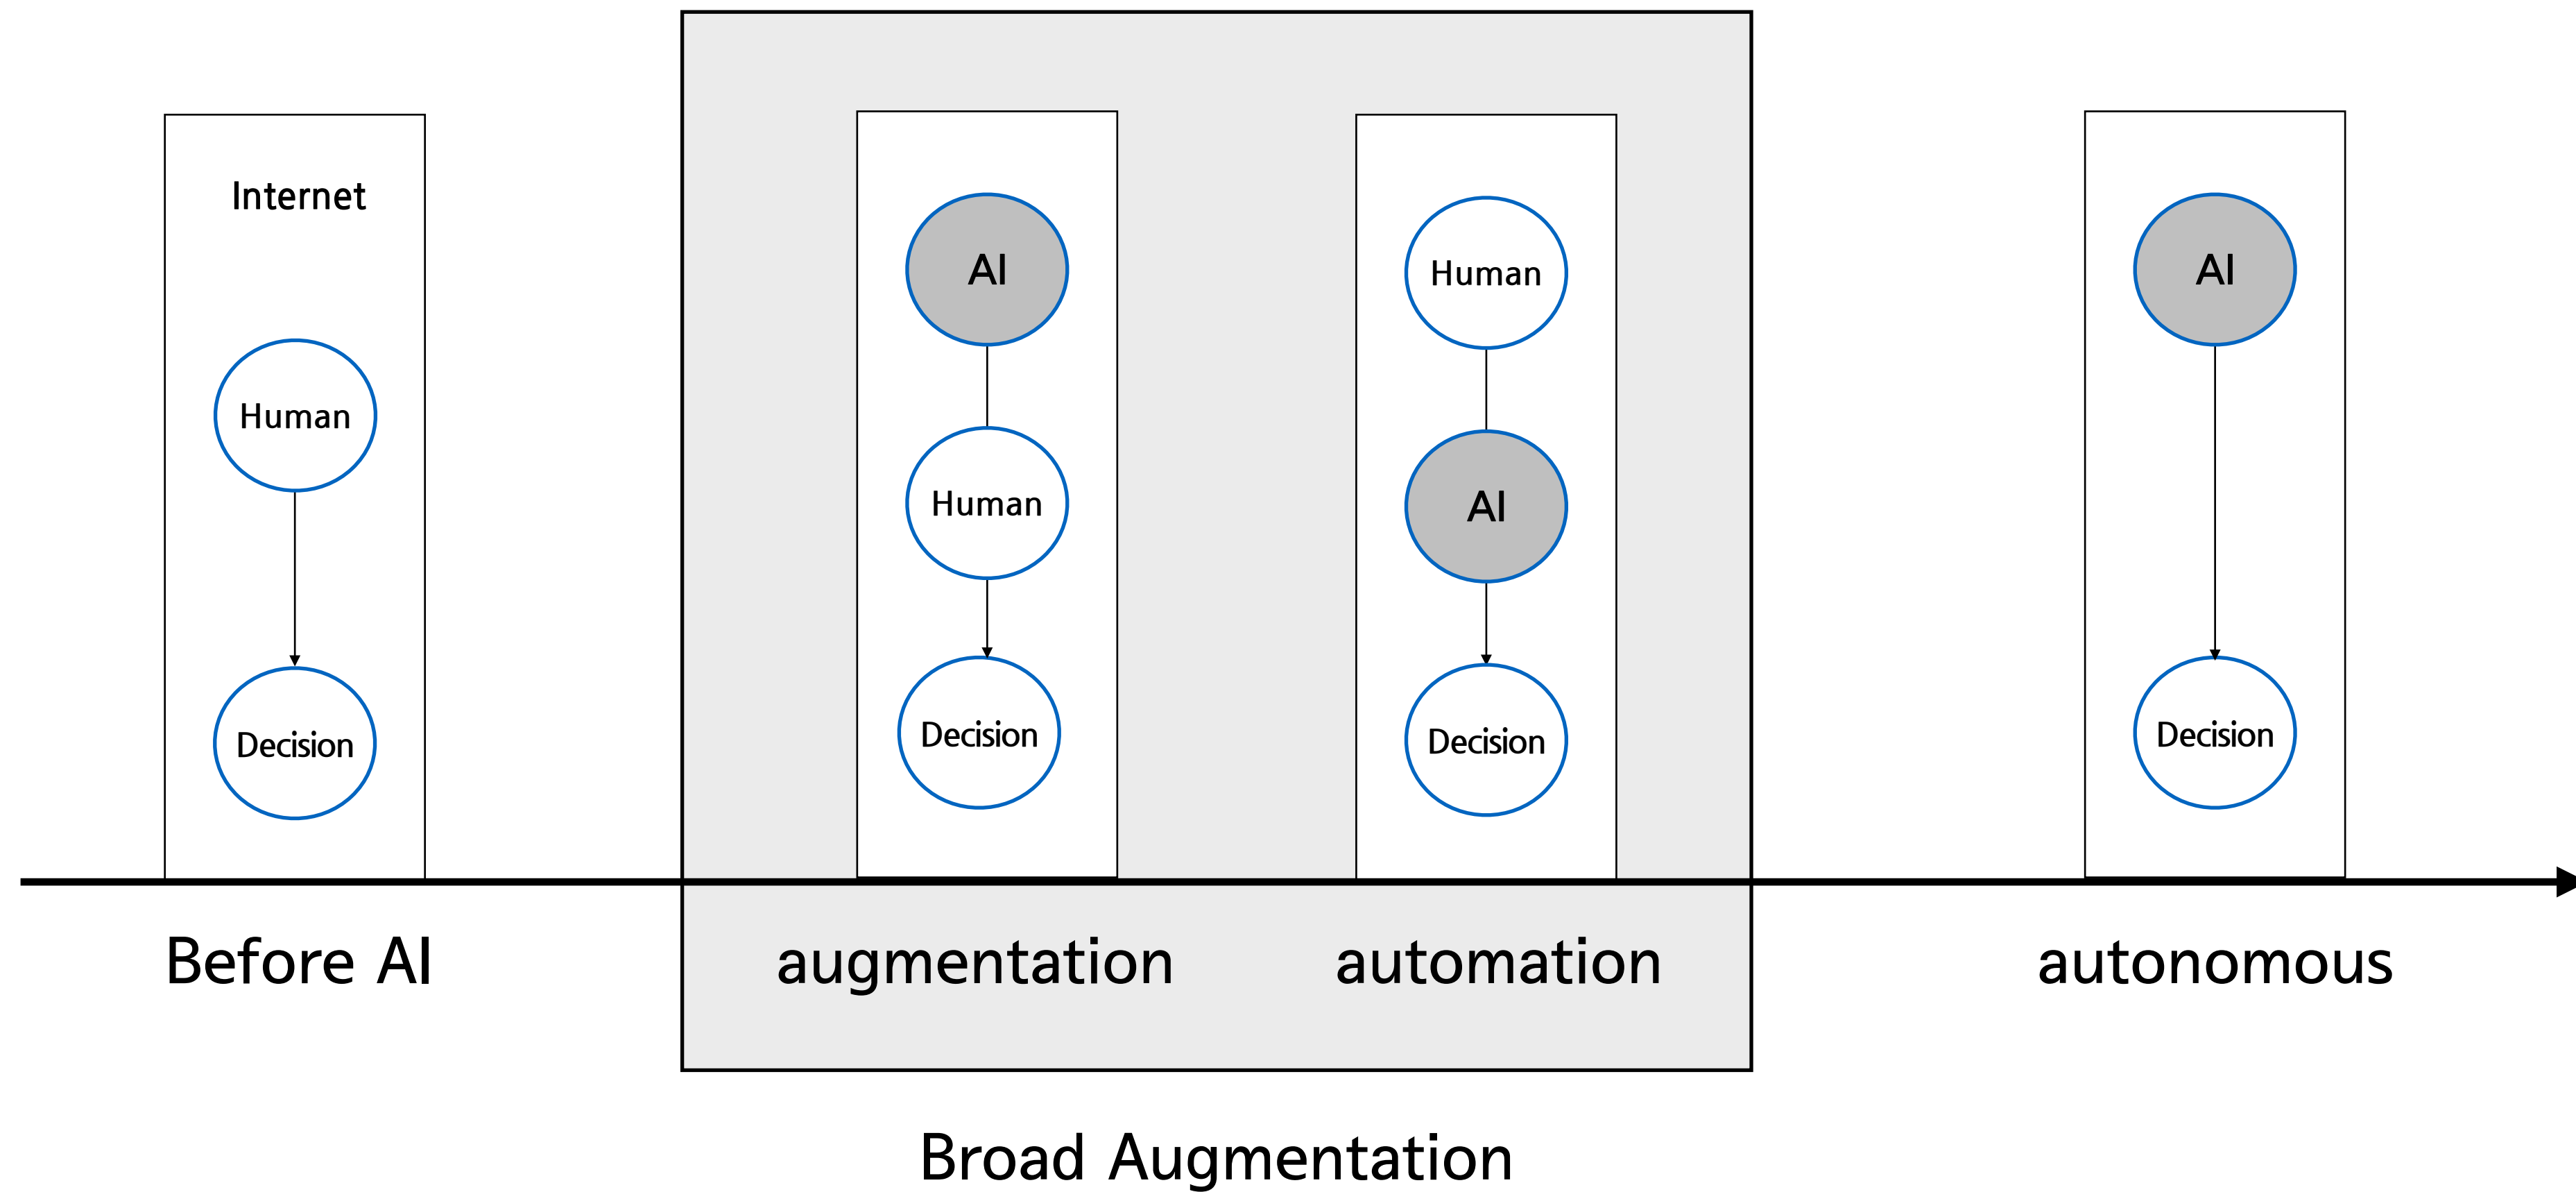 Internet
Human
Decision
AI
Human
Decision
Human
AI
Decision
AI
Decision
Before AI
augmentation
automation
autonomous
Broad Augmentation